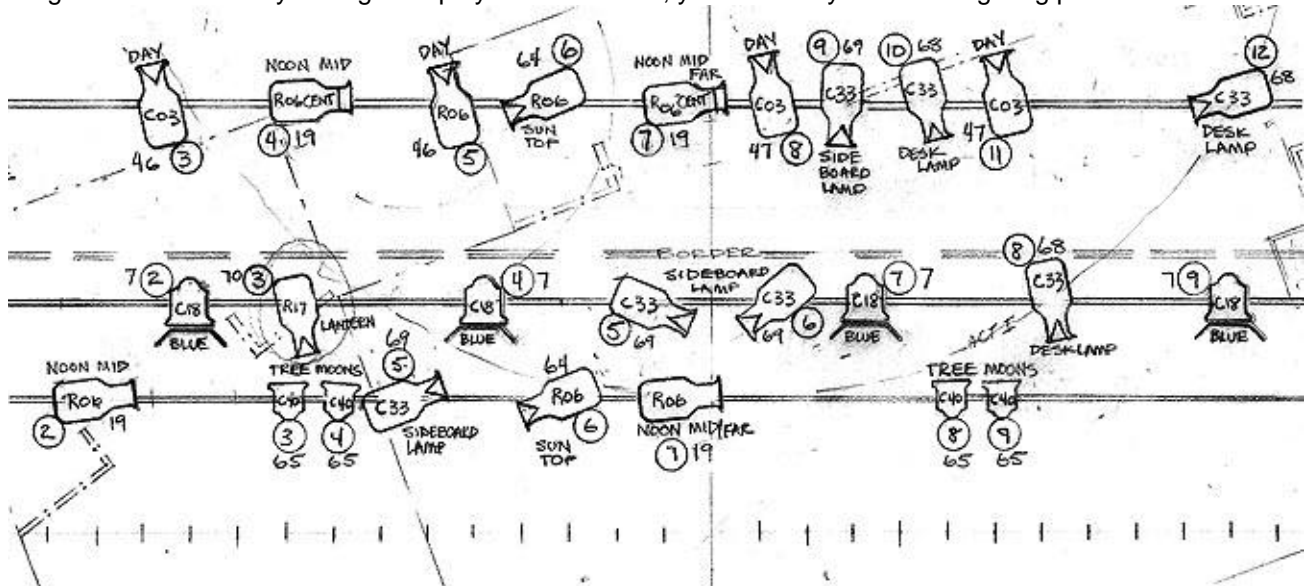 DAY
C03
46 3
NOON MID
R06 CENT
4 19
DAY
R06
46 5
64 6
R06
SUN
TOP
NOON MID
FAR
R06 CENT
7 19
DAY
C03
47 8
9 69
C33
SIDE
BOARD
LAMP
10 68
C33
DESK
LAMP
DAY
C03
47
11
12
68
C33
DESK
LAMP
BORDER
7 2
C18
BLUE
70 3
R17
LANTERN
4 7
C18
BLUE
SIDEBOARD
LAMP
C33
5
69
C33
69 6
7 7
C18
BLUE
8 68
C33
DESK LAMP
ACT I
7 9
C18
BLUE
NOON MID
R06
2 19
TREE MOONS
C40
3
65
C40
4
65
69
5
C33
SIDEBOARD
LAMP
64
R06
6
SUN
TOP
R06
NOON MID/FAR
7 19
TREE MOONS
C40
8
65
C40
9
65